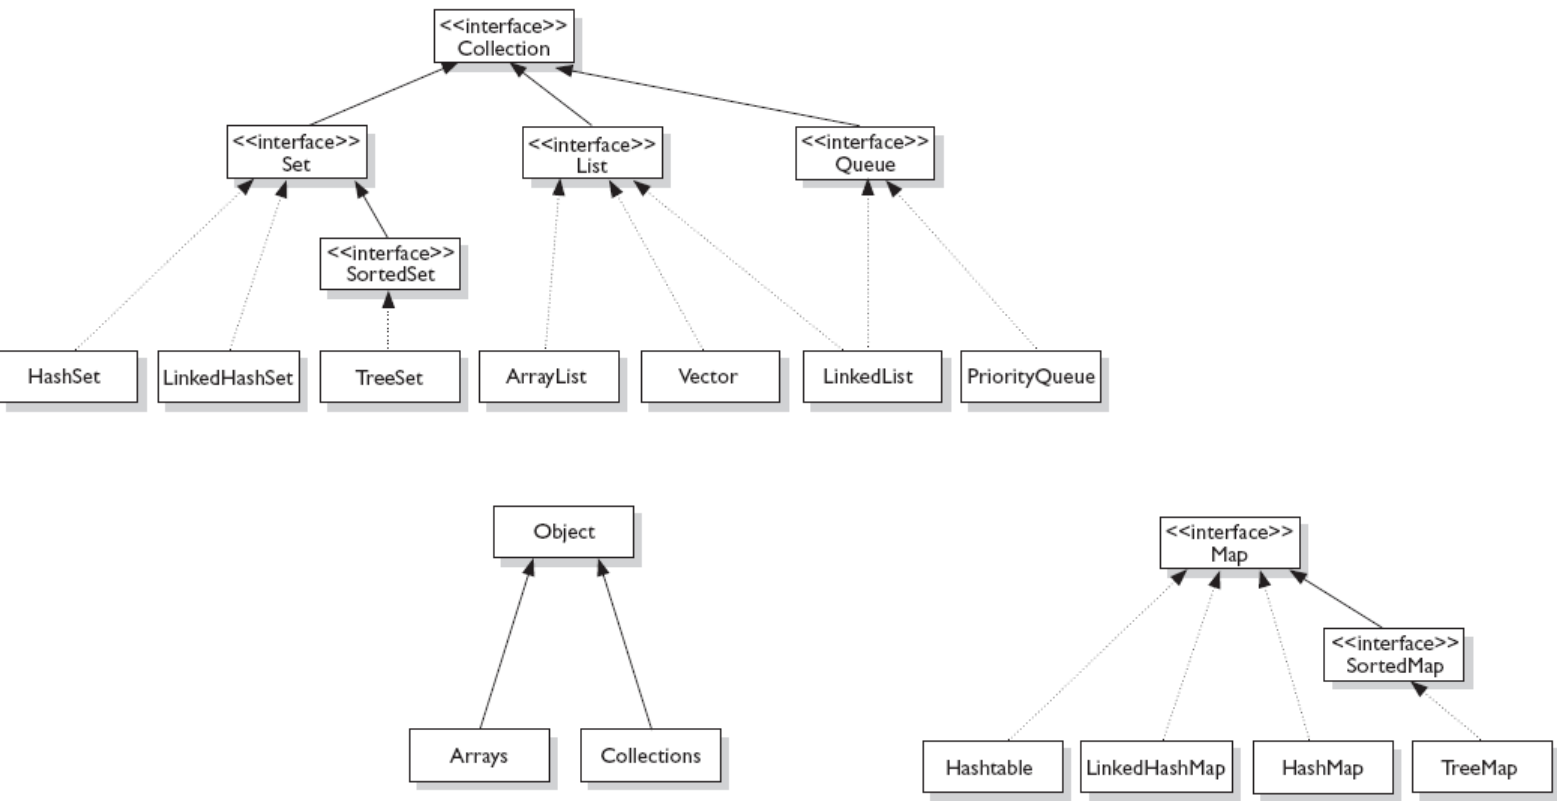 <<interface>>
Collection
<<interface>>
Set
<<interface>>
List
<<interface>>
Queue
<<interface>>
SortedSet
HashSet
LinkedHashSet
TreeSet
ArrayList
Vector
LinkedList
PriorityQueue
Object
<<interface>>
Map
<<interface>>
SortedMap
Arrays
Collections
Hashtable
LinkedHashMap
HashMap
TreeMap